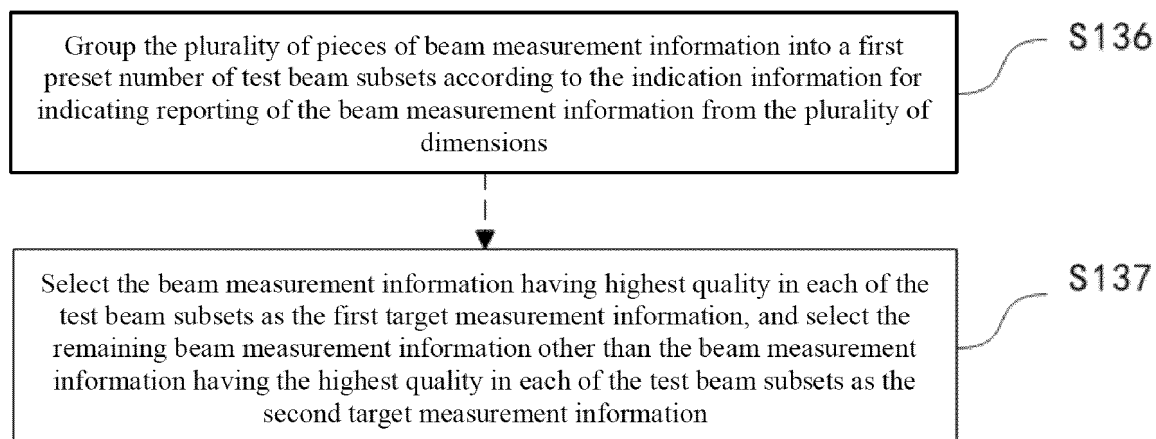 Group the plurality of pieces of beam measurement information into a first
preset number of test beam subsets according to the indication information for
indicating reporting of the beam measurement information from the plurality of
dimensions
S136
Select the beam measurement information having highest quality in each of the
test beam subsets as the first target measurement information, and select the
remaining beam measurement information other than the beam measurement
information having the highest quality in each of the test beam subsets as the
second target measurement information
S137